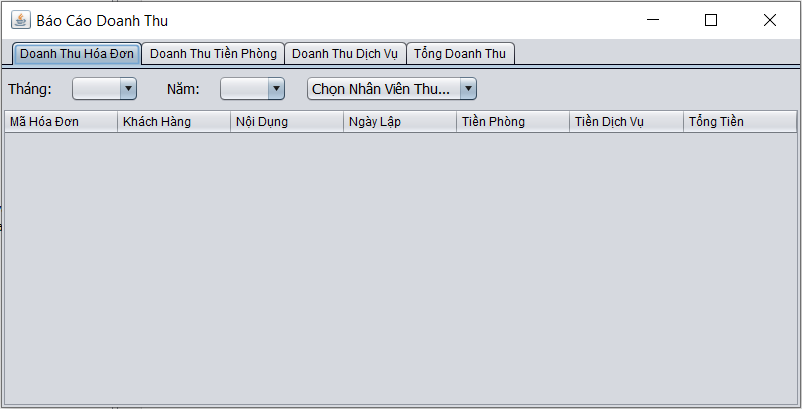 Báo Cáo Doanh Thu
Doanh Thu Hóa Đơn Doanh Thu Tiền Phòng Doanh Thu Dịch Vụ Tổng Doanh Thu
Tháng: Năm: Chọn Nhân Viên Thu...
Mã Hóa Đơn Khách Hàng Nội Dụng Ngày Lập Tiền Phòng Tiền Dịch Vụ Tổng Tiền